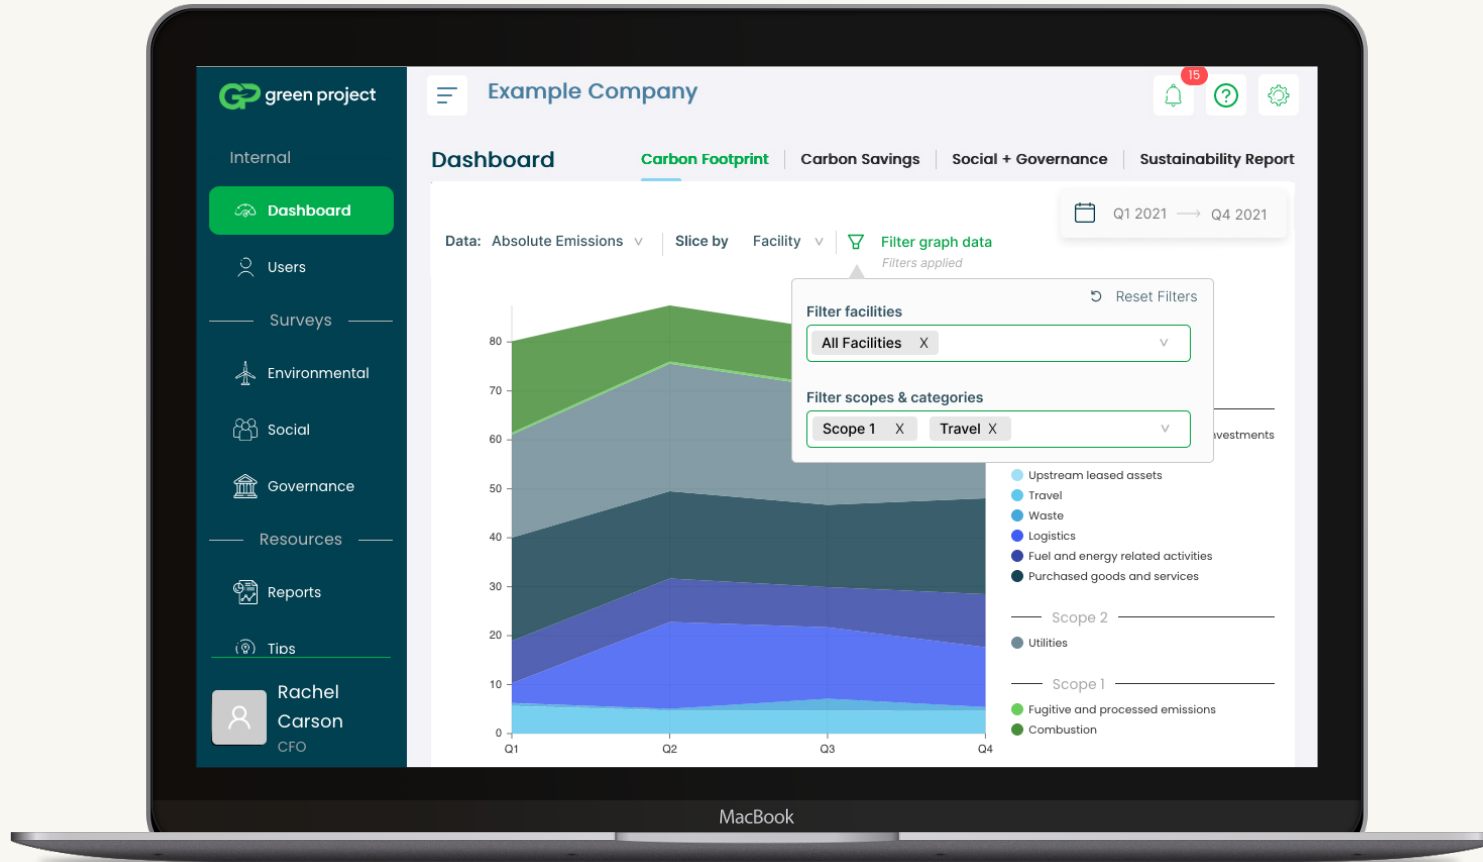 green project
Example Company
15
Internal
Dashboard
Users
Surveys
Environmental
Social
Governance
Resources
Reports
Tips
Rachel
Carson
CFO
Dashboard
Carbon Footprint
Carbon Savings
Social + Governance
Sustainability Report
Q1 2021
Q4 2021
Data: Absolute Emissions
Slice by Facility
Filter graph data
Filters applied
Reset Filters
Filter facilities
All Facilities X
Filter scopes & categories
Scope 1 X Travel X
80
70
60
50
40
30
20
10
0
Q1
Q2
Q3
Q4
Upstream leased assets
Travel
Waste
Logistics
Fuel and energy related activities
Purchased goods and services
Scope 2
Utilities
Scope 1
Fugitive and processed emissions
Combustion
MacBook